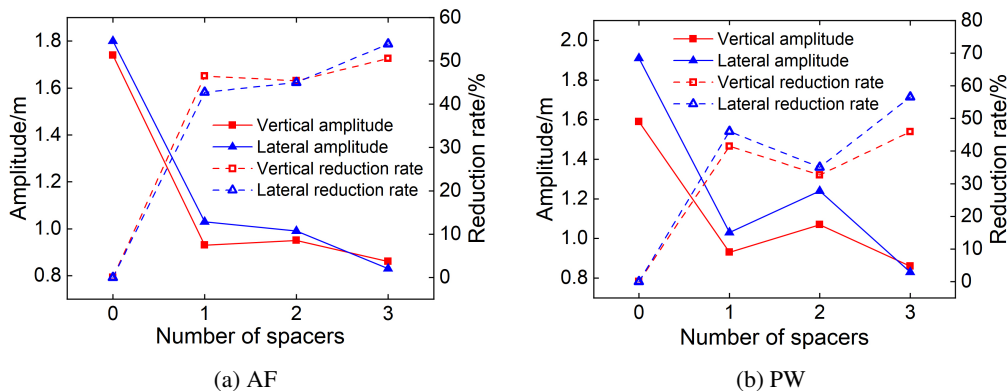 1.8
1.6
1.4
1.2
1.0
0.8
Amplitude/m
60
50
40
30
20
10
0
Reduction rate/%
Vertical amplitude
Lateral amplitude
Vertical reduction rate
Lateral reduction rate
0 1 2 3
Number of spacers
(a) AF
2.0
1.8
1.6
1.4
1.2
1.0
0.8
Amplitude/m
80
70
60
50
40
30
20
10
0
Reduction rate/%
Vertical amplitude
Lateral amplitude
Vertical reduction rate
Lateral reduction rate
0 1 2 3
Number of spacers
(b) PW